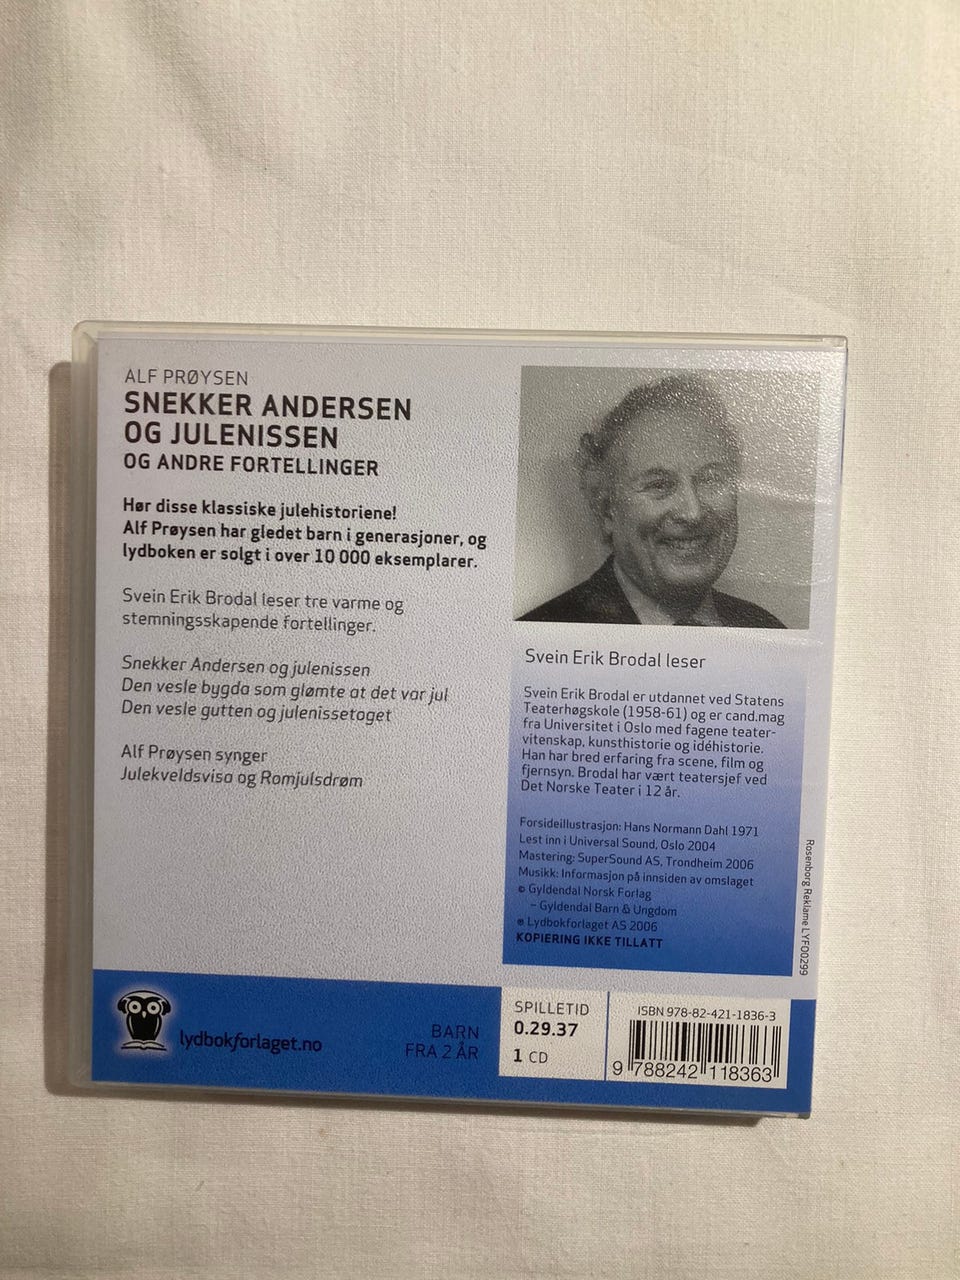 ALF PRØYSEN
SNEKKER ANDERSEN
OG JULENISSEN
OG ANDRE FORTELLINGER
Hør disse klassiske julehistoriene!
Alf Prøysen har gledet barn i generasjoner, og
lydboken er solgt i over 10 000 eksemplarer.
Svein Erik Brodal leser tre varme og
stemningsskapende fortellinger.
Snekker Andersen og julenissen
Den vesle bygda som glømte at det var jul
Den vesle gutten og julenissetoget
Alf Prøysen synger
Julekveldsvisa og Romjulsdrøm
Svein Erik Brodal leser
Svein Erik Brodal er utdannet ved Statens
Teaterhøgskole (1958-61) og er cand.mag
fra Universitet i Oslo med fagene teater-
vitenskap, kunsthistorie og idéhistorie.
Han har bred erfaring fra scene, film og
fjernsyn. Brodal har vært teatersjef ved
Det Norske Teater i 12 år.
Forsideillustrasjon: Hans Normann Dahl 1971
Lest inn i Universal Sound, Oslo 2004
Mastering: SuperSound AS, Trondheim 2006
Musikk: Informasjon på innsiden av omslaget
© Gyldendal Norsk Forlag
– Gyldendal Barn & Ungdom
℗ Lydbokforlaget AS 2006
KOPIERING IKKE TILLATT
Rosenborg Reklame LYFO0299
lydbokforlaget.no
BARN
FRA 2 ÅR
SPILLETID
0.29.37
1 CD
ISBN 978-82-421-1836-3
9 788242 118363